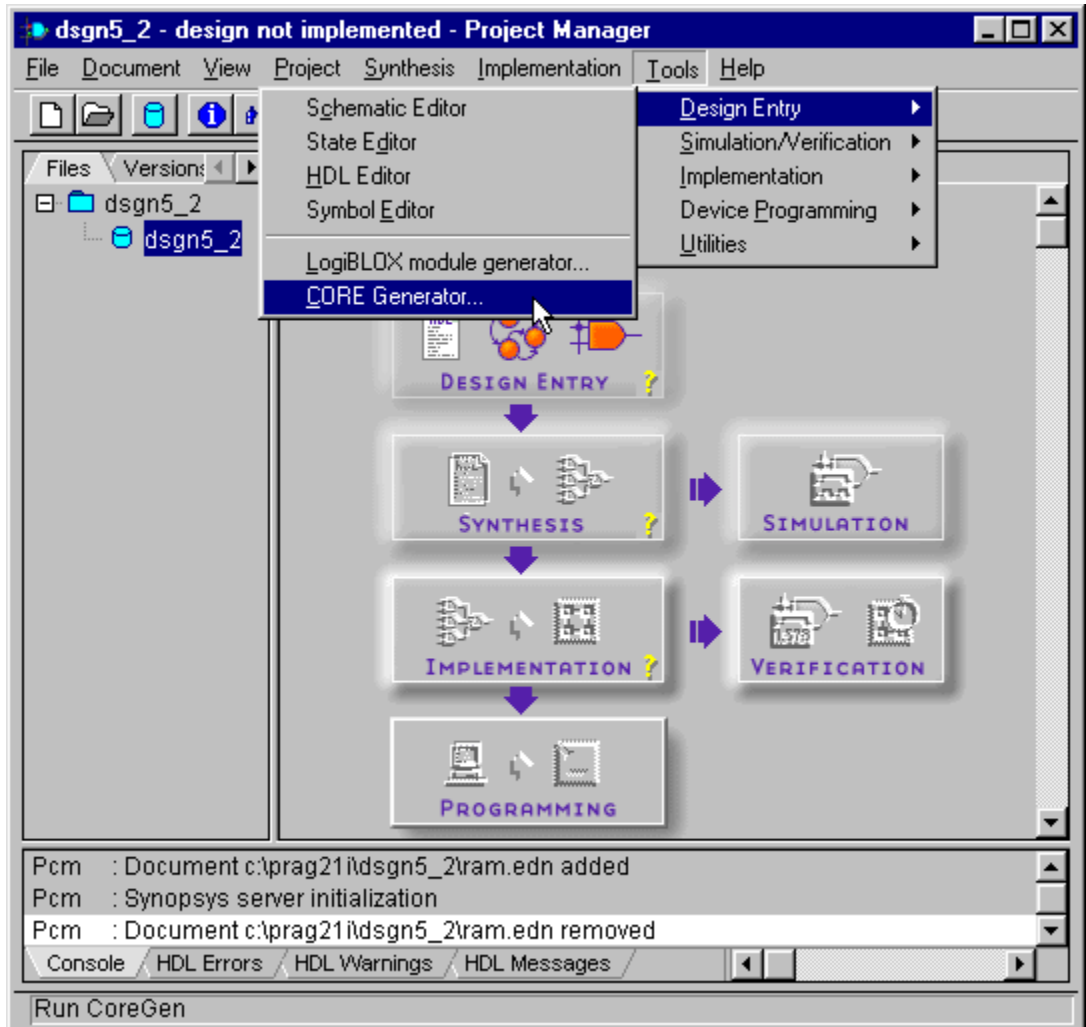 dsgn5_2 - design not implemented - Project Manager
File Document View Project Synthesis Implementation Tools Help
Schematic Editor
State Editor
HDL Editor
Symbol Editor
LogiBLOX module generator...
CORE Generator...
Design Entry
Simulation/Verification
Implementation
Device Programming
Utilities
Files Versions
dsgn5_2
dsgn5_2
DESIGN ENTRY ?
SYNTHESIS ?
SIMULATION
IMPLEMENTATION ?
VERIFICATION
PROGRAMMING
Pcm : Document c:\prag21i\dsgn5_2\ram.edn added
Pcm : Synopsys server initialization
Pcm : Document c:\prag21i\dsgn5_2\ram.edn removed
Console HDL Errors HDL Warnings HDL Messages
Run CoreGen